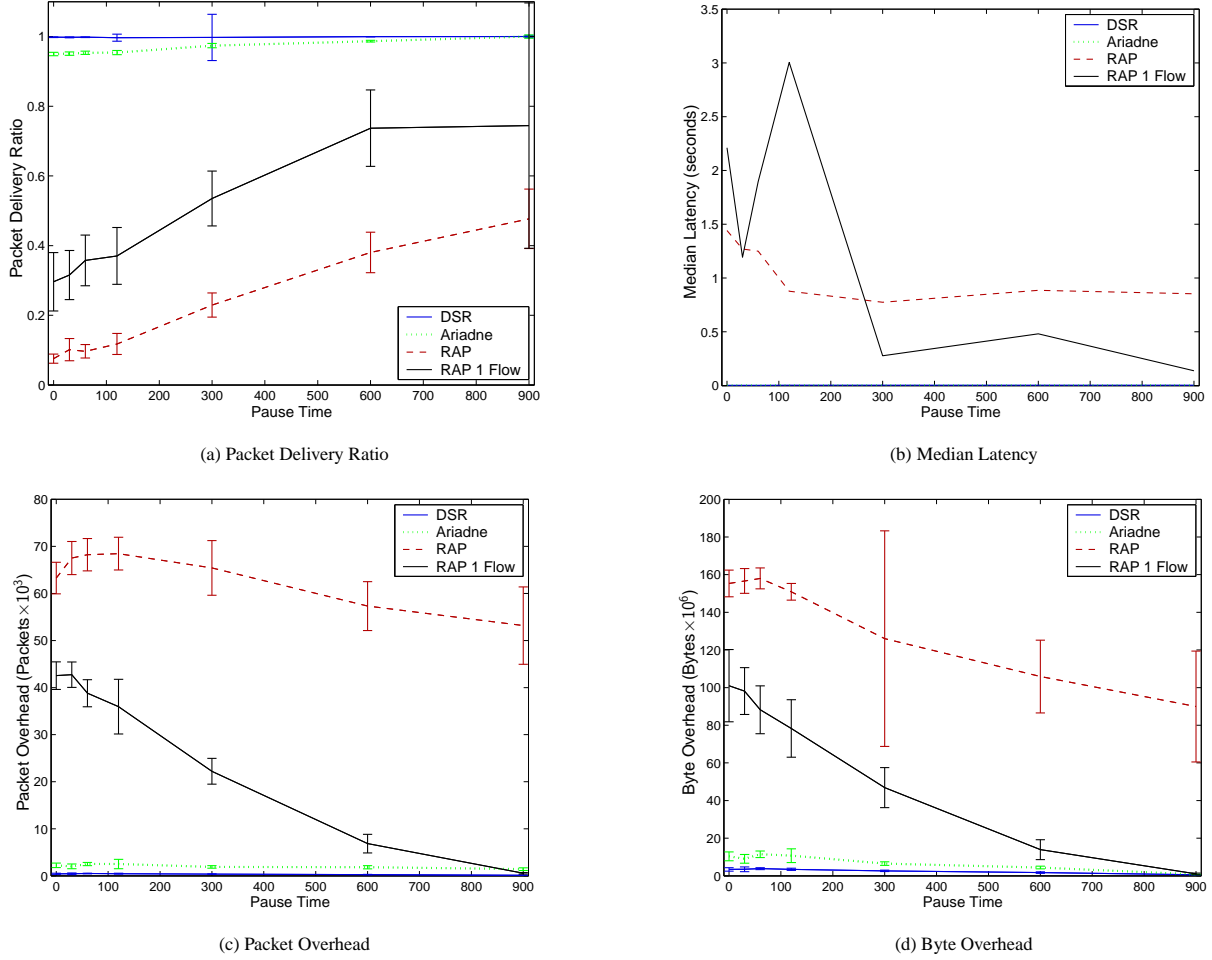 Packet Delivery Ratio
1
0.8
0.6
0.4
0.2
0
0 100 200 300 400 500 600 700 800 900
Pause Time
DSR
Ariadne
RAP
RAP 1 Flow
(a) Packet Delivery Ratio
Median Latency (seconds)
3.5
3
2.5
2
1.5
1
0.5
0
0 100 200 300 400 500 600 700 800 900
Pause Time
DSR
Ariadne
RAP
RAP 1 Flow
(b) Median Latency
Packet Overhead (Packets×10³)
80
70
60
50
40
30
20
10
0
0 100 200 300 400 500 600 700 800 900
Pause Time
DSR
Ariadne
RAP
RAP 1 Flow
(c) Packet Overhead
Byte Overhead (Bytes×10⁶)
200
180
160
140
120
100
80
60
40
20
0
0 100 200 300 400 500 600 700 800 900
Pause Time
DSR
Ariadne
RAP
RAP 1 Flow
(d) Byte Overhead